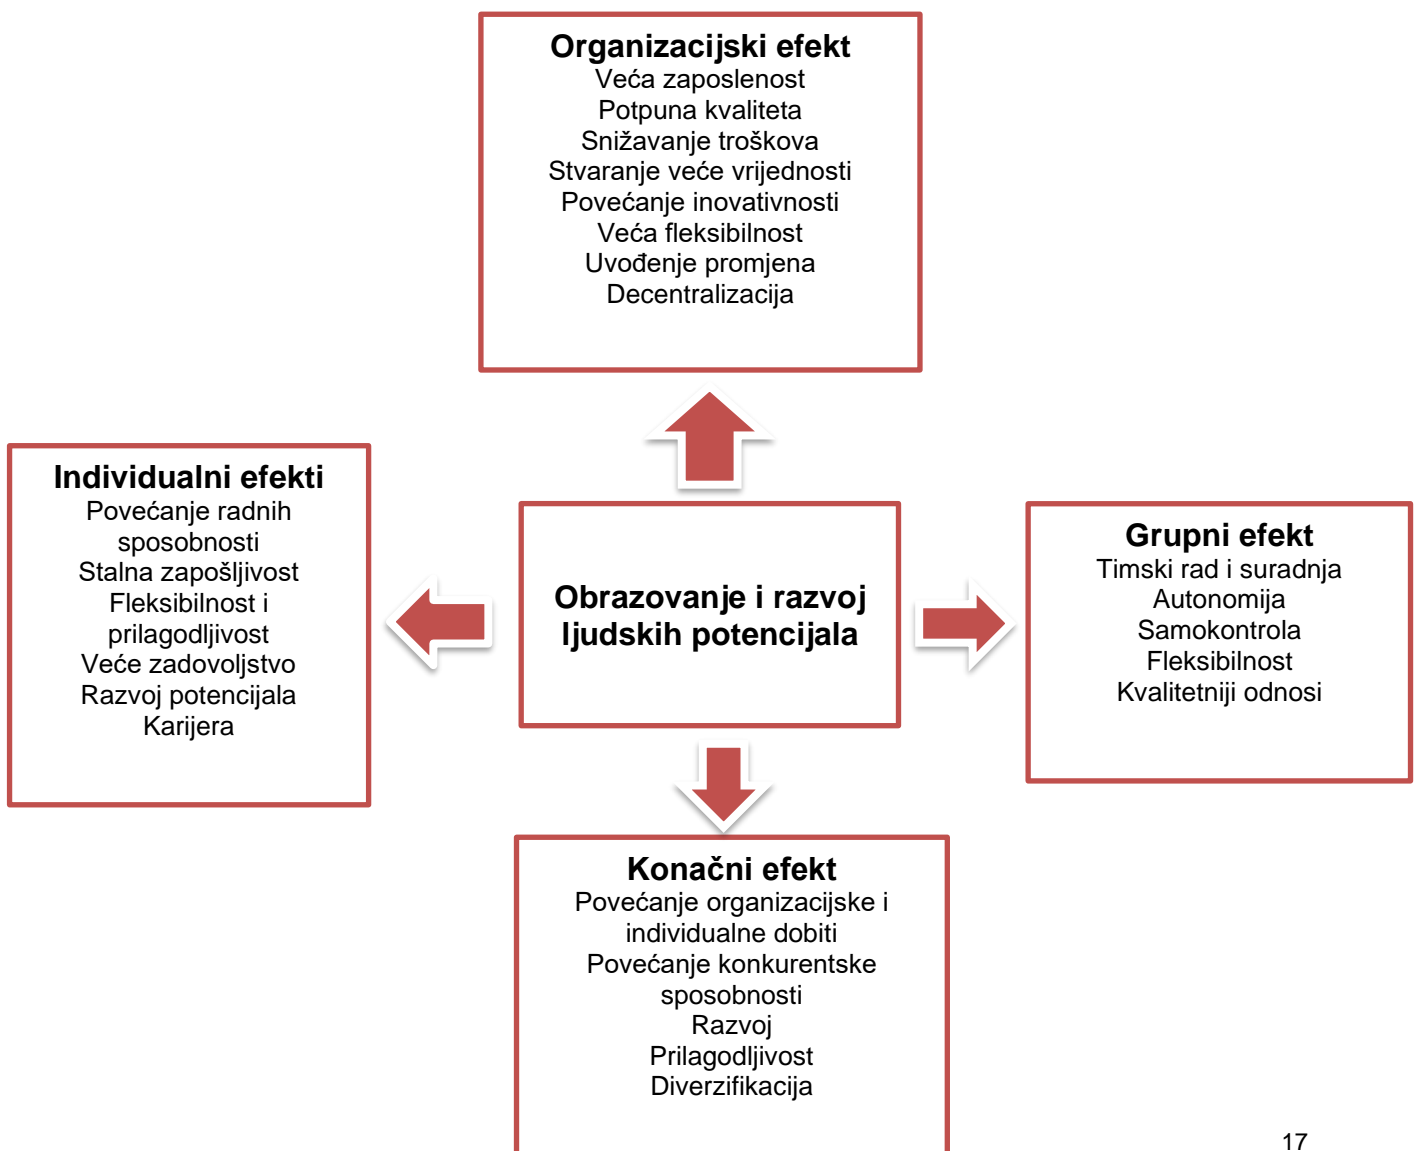 Organizacijski efekt
Veća zaposlenost
Potpuna kvaliteta
Snižavanje troškova
Stvaranje veće vrijednosti
Povećanje inovativnosti
Veća fleksibilnost
Uvođenje promjena
Decentralizacija
Individualni efekti
Povećanje radnih
sposobnosti
Stalna zapošljivost
Fleksibilnost i
prilagodljivost
Veće zadovoljstvo
Razvoj potencijala
Karijera
Obrazovanje i razvoj
ljudskih potencijala
Grupni efekt
Timski rad i suradnja
Autonomija
Samokontrola
Fleksibilnost
Kvalitetniji odnosi
Konačni efekt
Povećanje organizacijske i
individualne dobiti
Povećanje konkurentske
sposobnosti
Razvoj
Prilagodljivost
Diverzifikacija
17